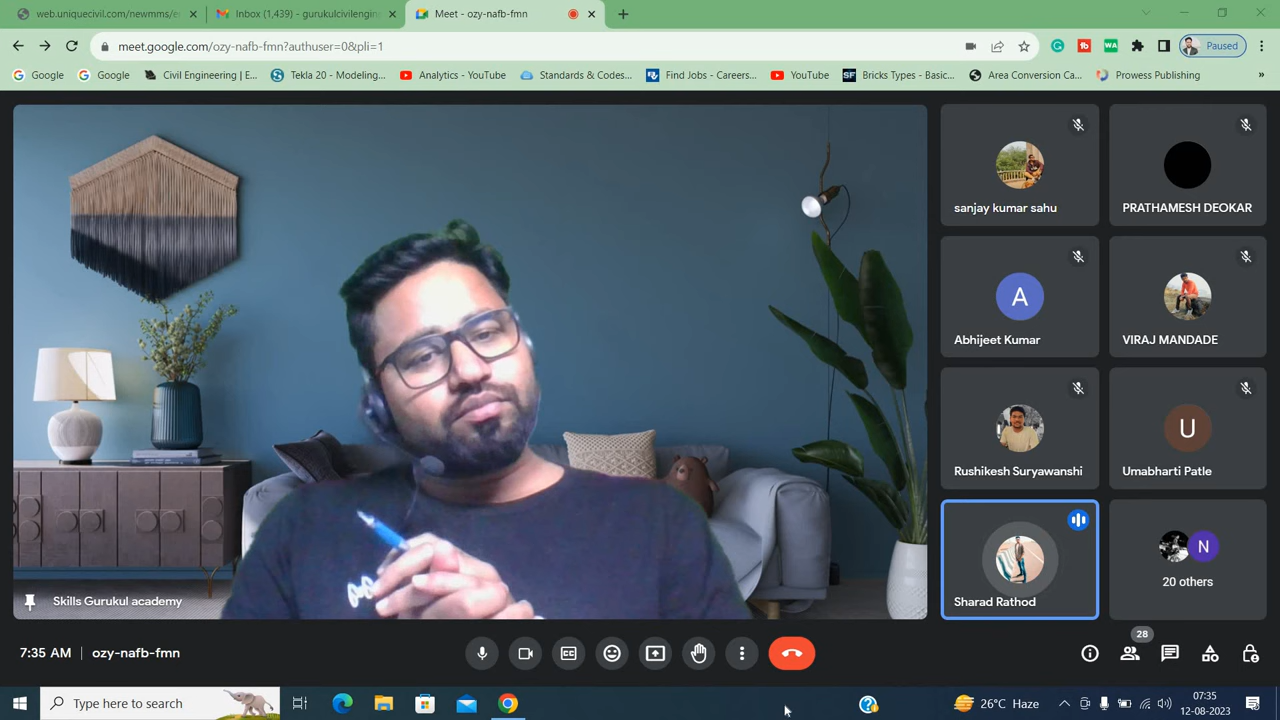 web.uniquecivil.com/newmms/e
Inbox (1,439) - gurukulcivilengin
Meet - ozy-nafb-fmn
meet.google.com/ozy-nafb-fmn?authuser=0&pli=1
Paused
Google
Google
Civil Engineering | E...
Tekla 20 - Modeling...
Analytics - YouTube
Standards & Codes...
Find Jobs - Careers...
YouTube
Bricks Types - Basic...
Area Conversion Ca...
Prowess Publishing
»
sanjay kumar sahu
PRATHAMESH DEOKAR
A
Abhijeet Kumar
VIRAJ MANDADE
Rushikesh Suryawanshi
U
Umabharti Patle
Sharad Rathod
N
20 others
Skills Gurukul academy
7:35 AM
ozy-nafb-fmn
28
Type here to search
26°C Haze
07:35
12-08-2023